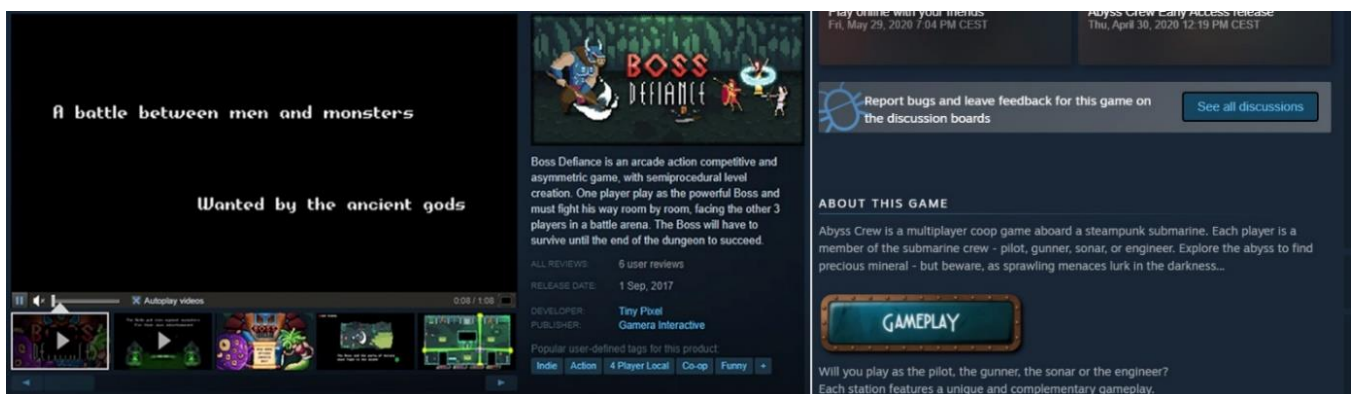 A battle between men and monsters
Wanted by the ancient gods
Autoplay videos
0:08 / 1:08
BOSS
DEFIANCE
Boss Defiance is an arcade action competitive and
asymmetric game, with semiprocedural level
creation. One player play as the powerful Boss and
must fight his way room by room, facing the other 3
players in a battle arena. The Boss will have to
survive until the end of the dungeon to succeed.
ALL REVIEWS: 6 user reviews
RELEASE DATE: 1 Sep, 2017
DEVELOPER: Tiny Pixel
PUBLISHER: Gamera Interactive
Popular user-defined tags for this product:
Indie Action 4 Player Local Co-op Funny +
Play online with your friends
Fri, May 29, 2020 7:04 PM CEST
Abyss Crew Early Access release
Thu, April 30, 2020 12:19 PM CEST
Report bugs and leave feedback for this game on
the discussion boards
See all discussions
ABOUT THIS GAME
Abyss Crew is a multiplayer coop game aboard a steampunk submarine. Each player is a
member of the submarine crew - pilot, gunner, sonar, or engineer. Explore the abyss to find
precious mineral - but beware, as sprawling menaces lurk in the darkness...
GAMEPLAY
Will you play as the pilot, the gunner, the sonar or the engineer?
Each station features a unique and complementary gameplay.